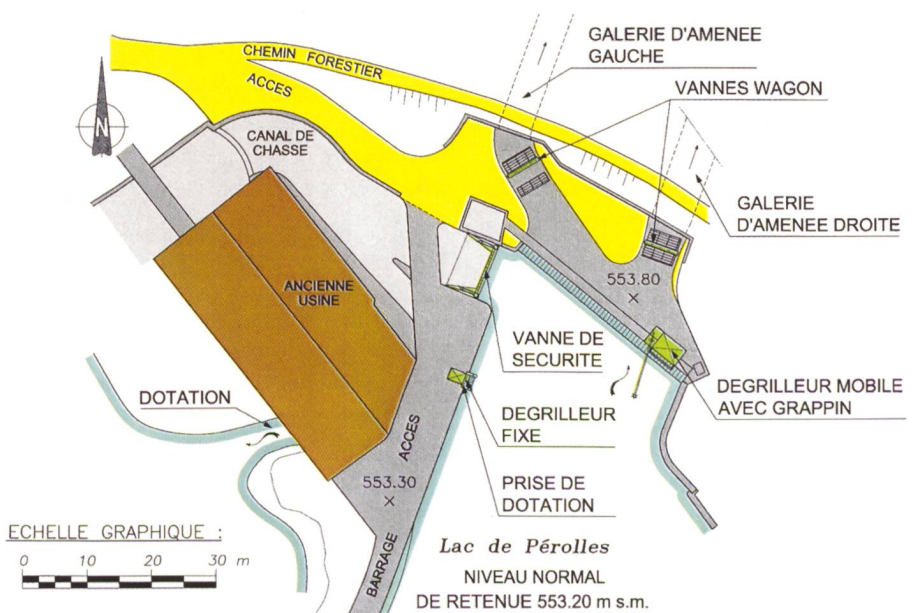 GALERIE D'AMENEE
GAUCHE
CHEMIN FORESTIER
ACCES
VANNES WAGON
N
CANAL DE
CHASSE
GALERIE
D'AMENEE DROITE
553.80
ANCIENNE
USINE
VANNE DE
SECURITE
DOTATION
DEGRILLEUR MOBILE
AVEC GRAPPIN
DEGRILLEUR
FIXE
ACCES
553.30
PRISE DE
DOTATION
ECHELLE GRAPHIQUE :
0 10 20 30 m
BARRAGE
Lac de Pérolles
NIVEAU NORMAL
DE RETENUE 553.20 m s.m.